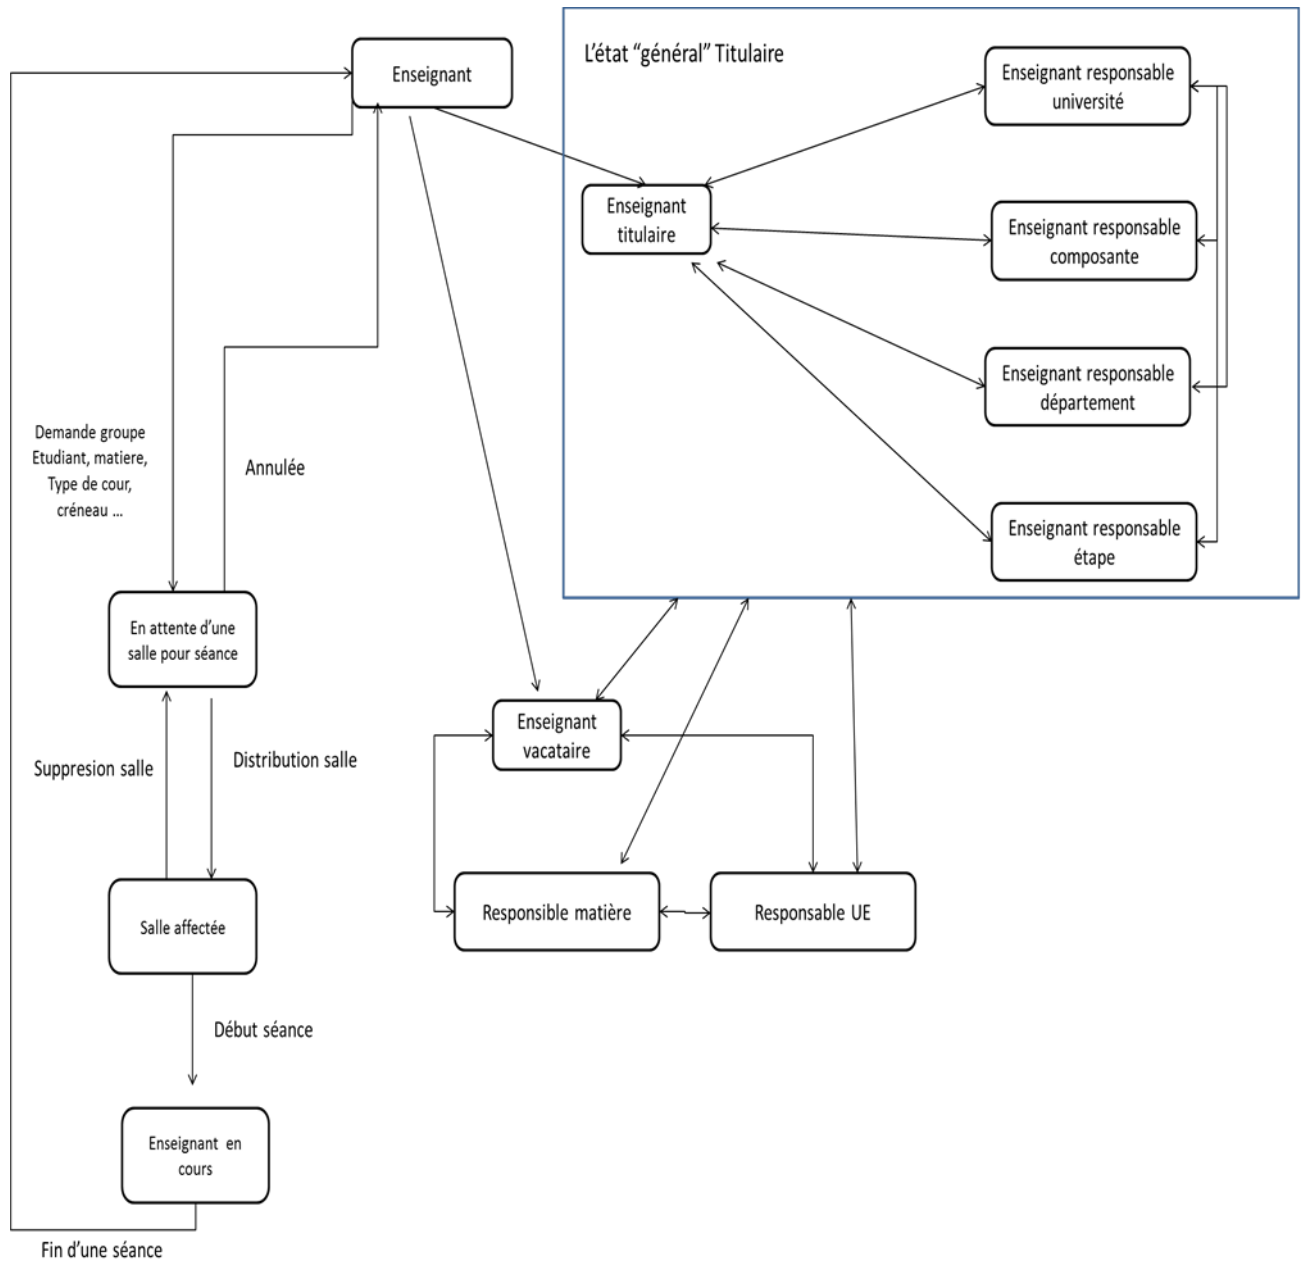 L'état “général” Titulaire
Enseignant
Enseignant responsable
université
Enseignant
titulaire
Enseignant responsable
composante
Enseignant responsable
département
Demande groupe
Etudiant, matiere,
Type de cour,
créneau ...
Annulée
Enseignant responsable
étape
En attente d'une
salle pour séance
Enseignant
vacataire
Suppresion salle
Distribution salle
Salle affectée
Responsible matière
Responsable UE
Début séance
Enseignant en
cours
Fin d'une séance